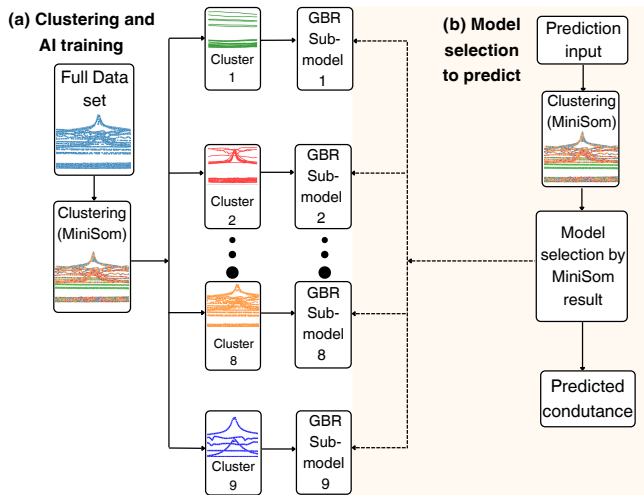 (a) Clustering and
AI training
Full Data
set
Clustering
(MiniSom)
Cluster
1
GBR
Sub-
model
1
Cluster
2
GBR
Sub-
model
2
Cluster
8
GBR
Sub-
model
8
Cluster
9
GBR
Sub-
model
9
(b) Model
selection
to predict
Prediction
input
Clustering
(MiniSom)
Model
selection by
MiniSom
result
Predicted
condutance